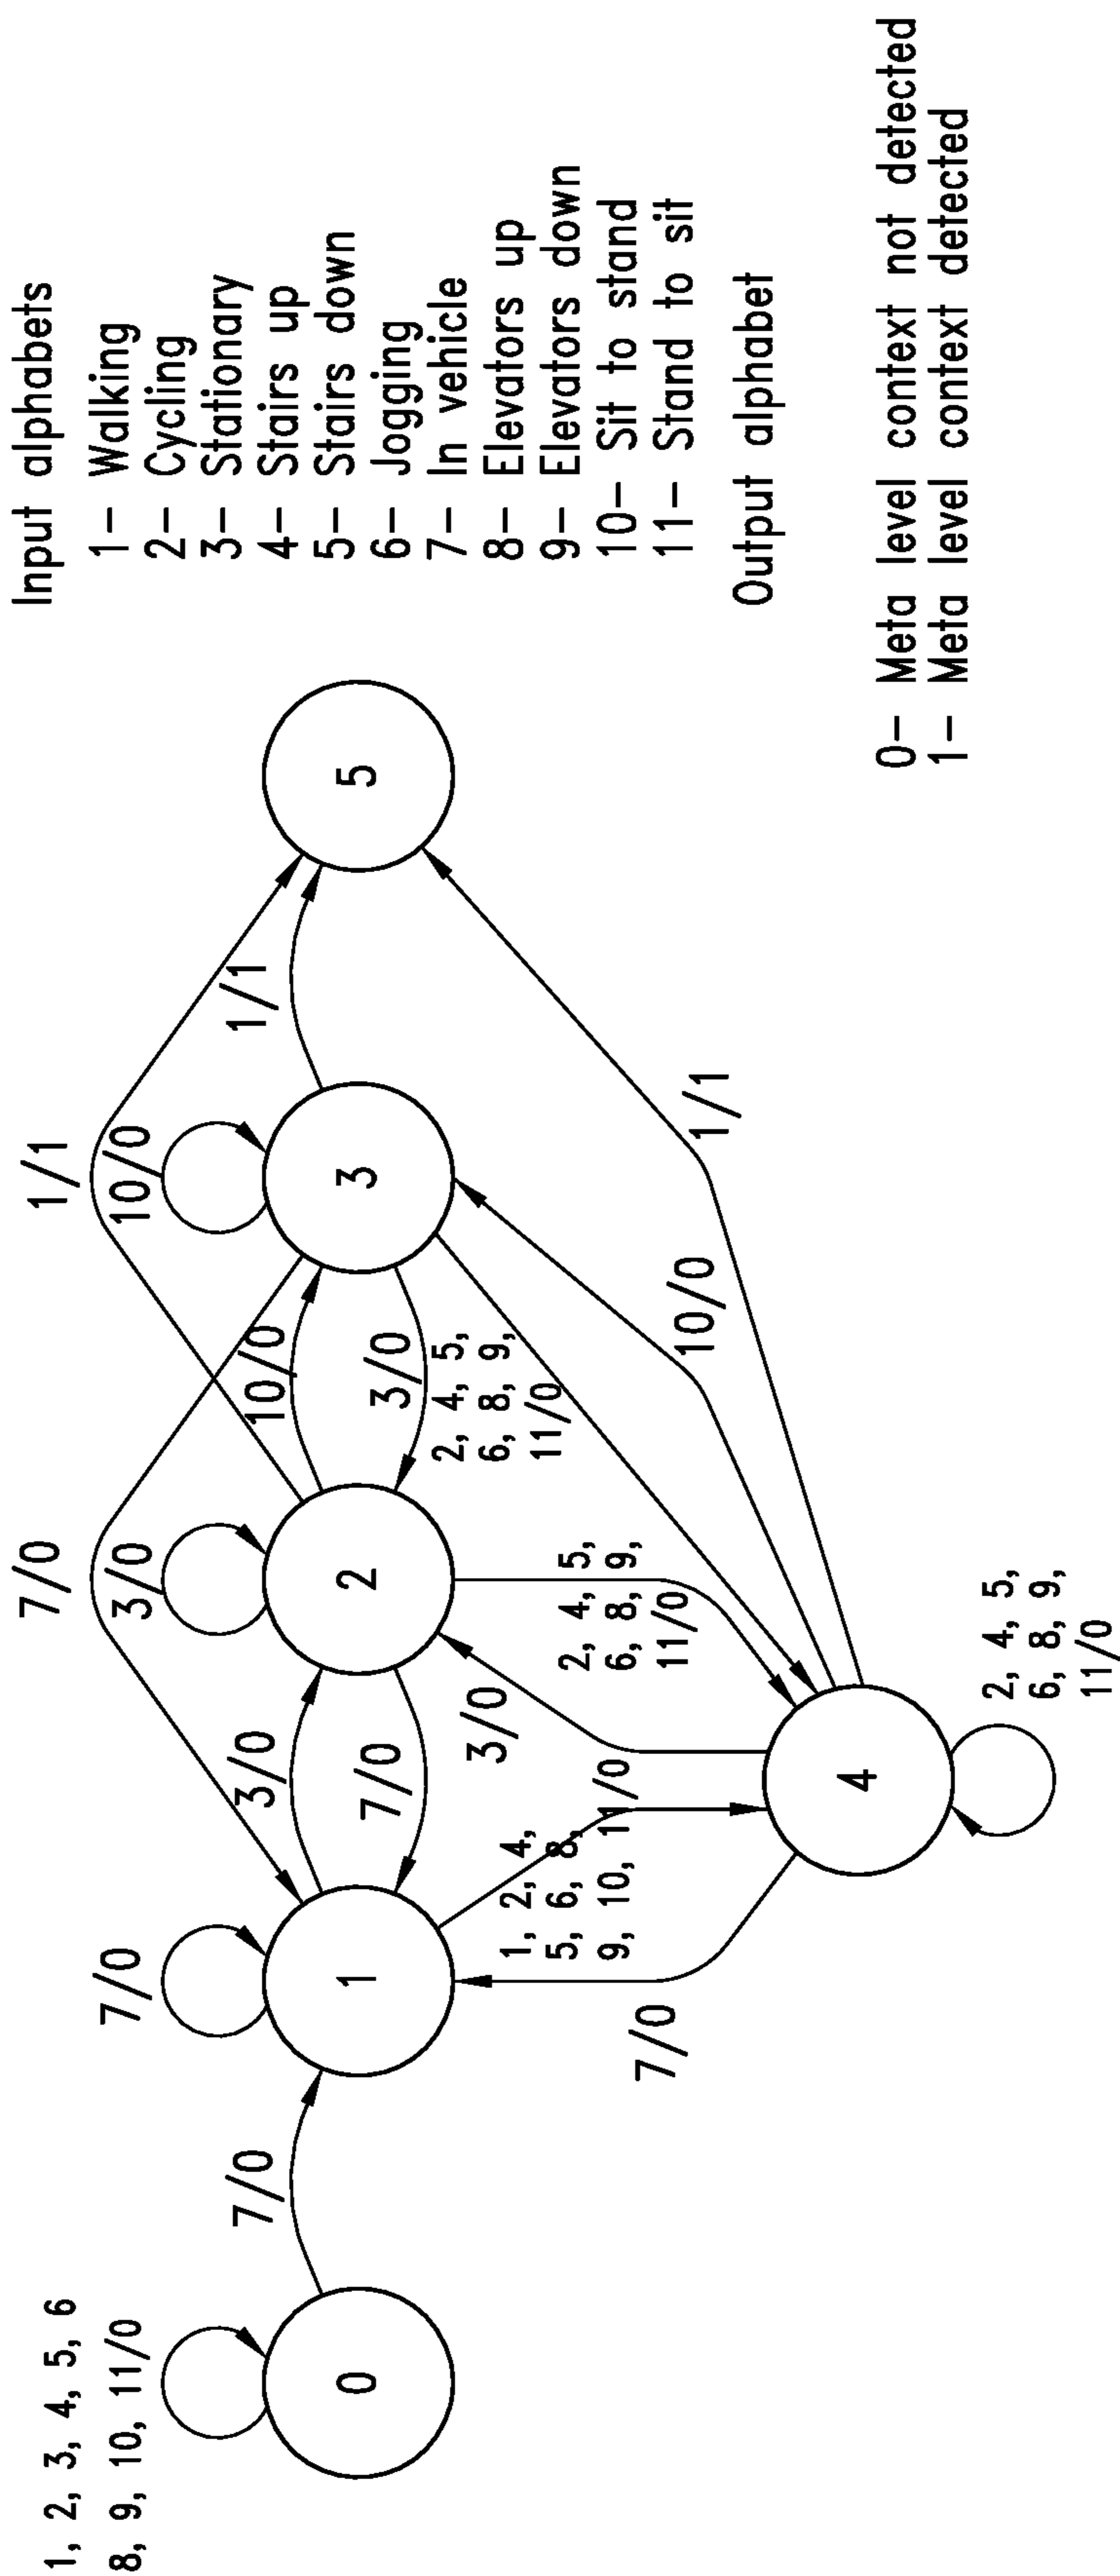 1, 2, 3, 4, 5, 6
8, 9, 10, 11/0
0
7/0
7/0
1
3/0
7/0
7/0
3/0
2
10/0
3/0
1/1
10/0
3
1/1
5
7/0
1, 2, 4,
5, 6, 8,
9, 10, 11/0
3/0
2, 4, 5,
6, 8, 9,
11/0
2, 4, 5,
6, 8, 9,
11/0
10/0
1/1
4
2, 4, 5,
6, 8, 9,
11/0
Input alphabets
1- Walking
2- Cycling
3- Stationary
4- Stairs up
5- Stairs down
6- Jogging
7- In vehicle
8- Elevators up
9- Elevators down
10- Sit to stand
11- Stand to sit
Output alphabet
0- Meta level context not detected
1- Meta level context detected